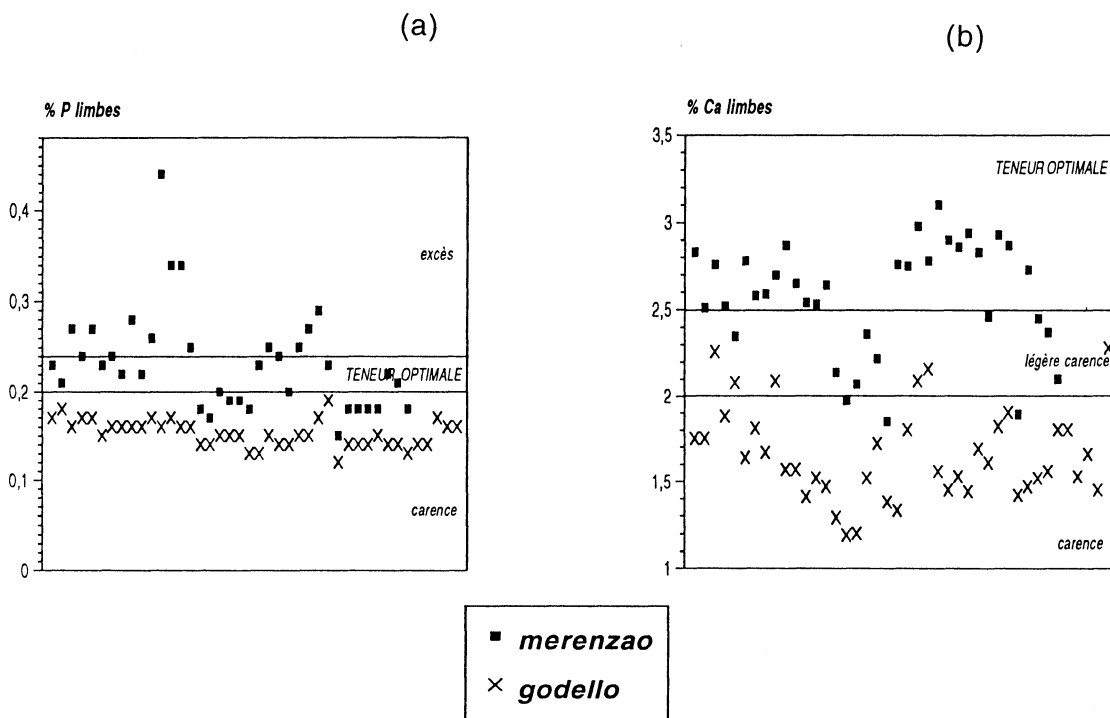 (a)
% P limbes
0,4
0,3
0,2
0,1
0
excès
TENEUR OPTIMALE
carence
(b)
% Ca limbes
3,5
3
2,5
2
1,5
1
TENEUR OPTIMALE
légère carence
carence
merenzao
godello